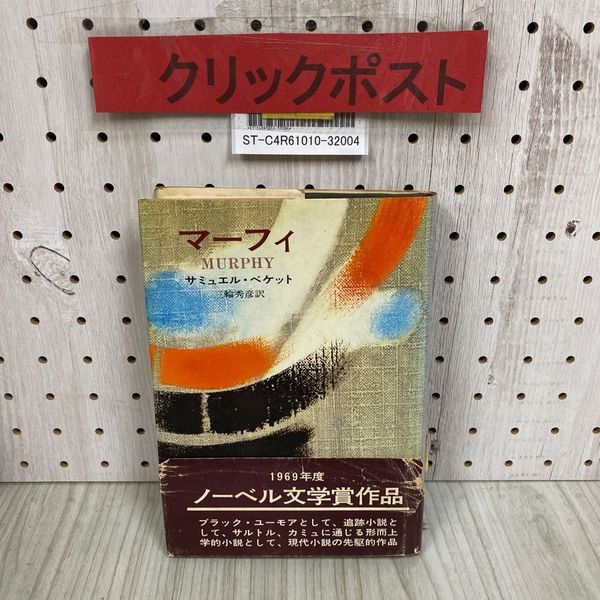 クリックポスト
ST-C4R61010-32004
マーフィ
MURPHY
サミュエル・ベケット
三輪秀彦訳
1969年度
ノーベル文学賞作品
ブラック・ユーモアとして、追跡小説と
して、サルトル、カミュに通じる形而上
学的小説として、現代小説の先駆的作品